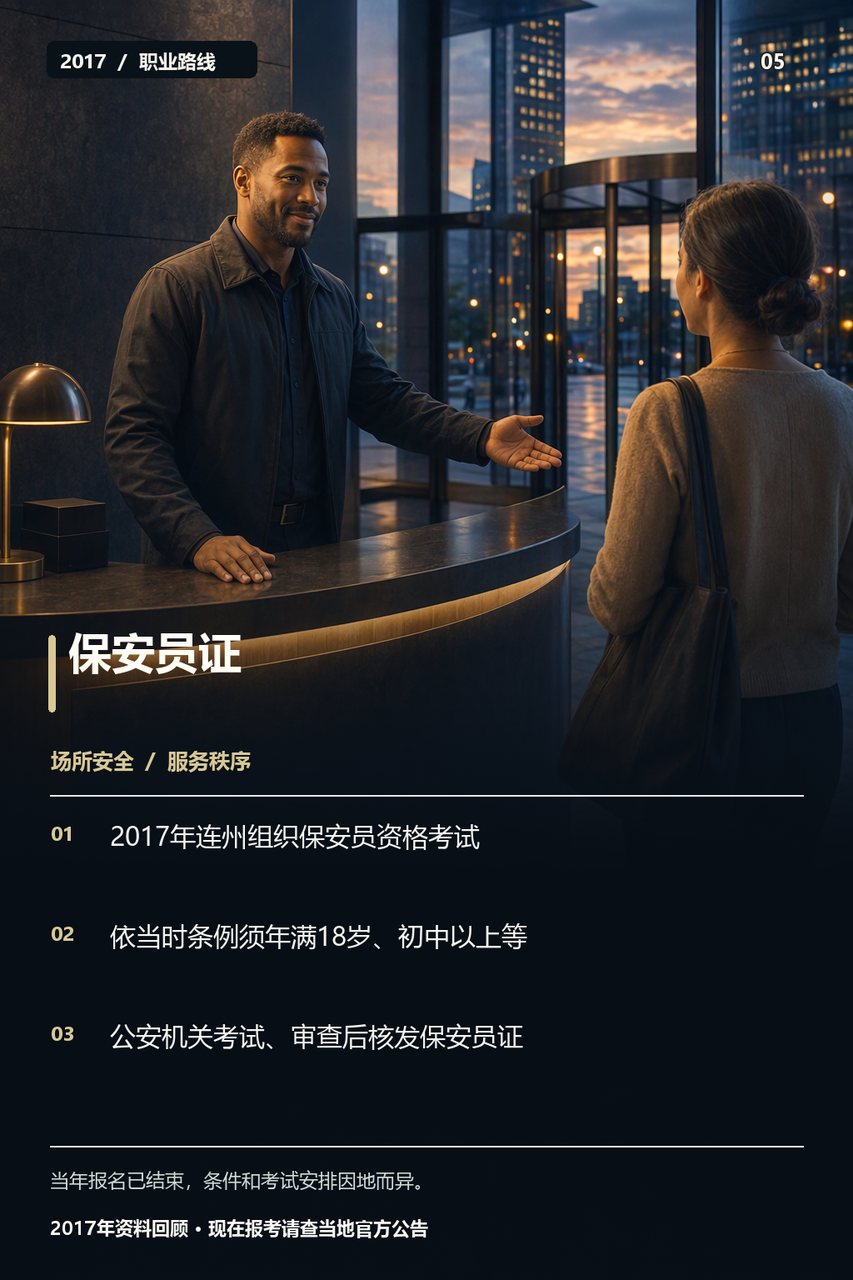 2017 / 职业路线
05
保安员证
场所安全 / 服务秩序
01 2017年连州组织保安员资格考试
02 依当时条例须年满18岁、初中以上等
03 公安机关考试、审查后核发保安员证
当年报名已结束，条件和考试安排因地而异。
2017年资料回顾·现在报考请查当地官方公告